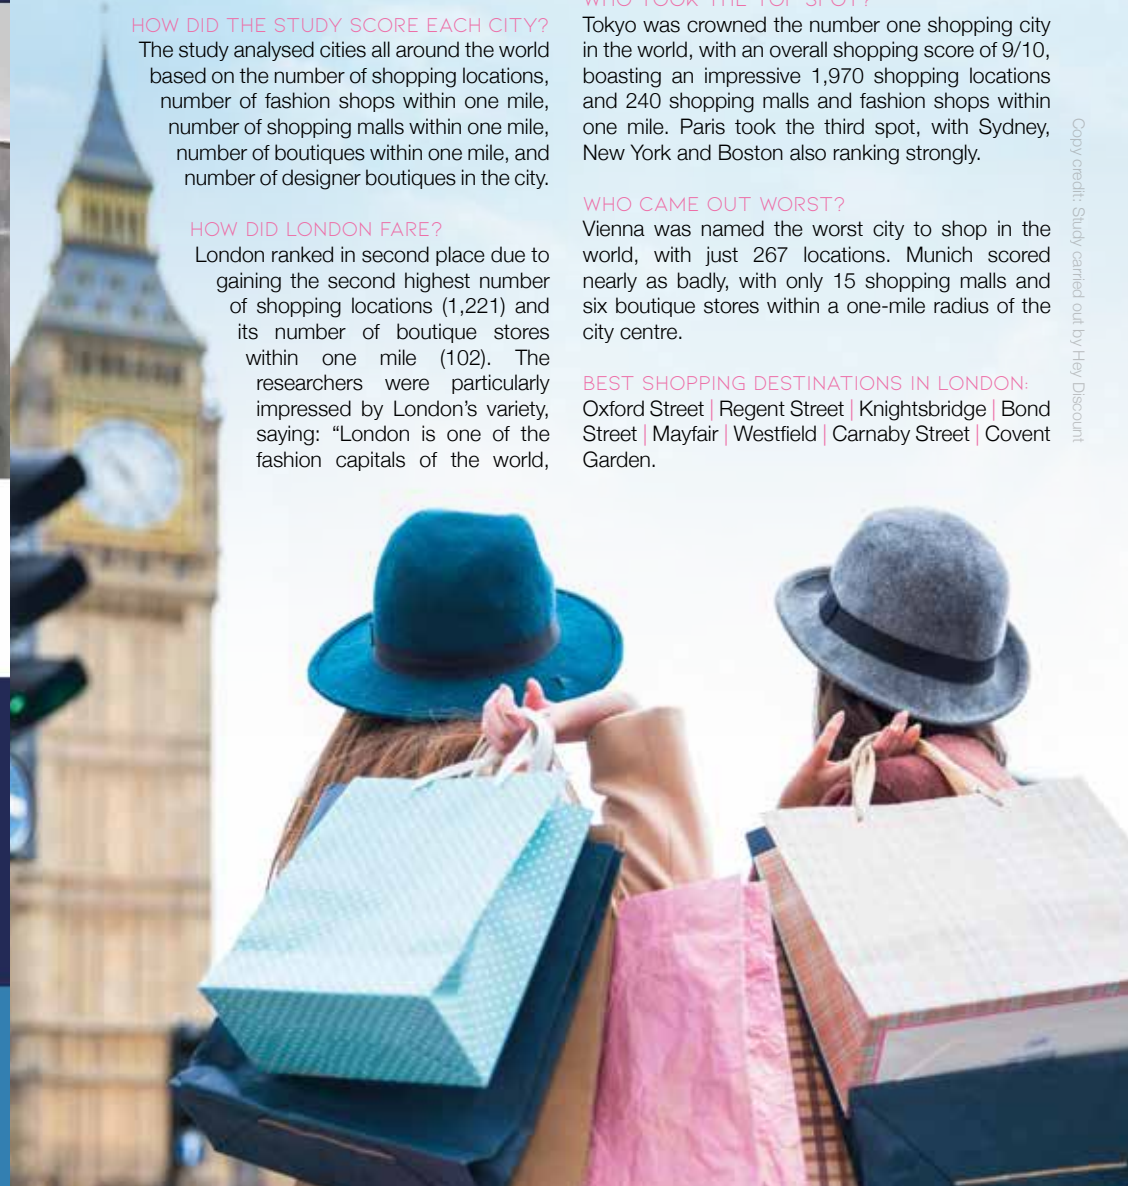 HOW DID THE STUDY SCORE EACH CITY?
The study analysed cities all around the world
based on the number of shopping locations,
number of fashion shops within one mile,
number of shopping malls within one mile,
number of boutiques within one mile, and
number of designer boutiques in the city.
HOW DID LONDON FARE?
London ranked in second place due to
gaining the second highest number
of shopping locations (1,221) and
its number of boutique stores
within one mile (102). The
researchers were particularly
impressed by London’s variety,
saying: “London is one of the
fashion capitals of the world,
WHO TOOK THE TOP SPOT?
Tokyo was crowned the number one shopping city
in the world, with an overall shopping score of 9/10,
boasting an impressive 1,970 shopping locations
and 240 shopping malls and fashion shops within
one mile. Paris took the third spot, with Sydney,
New York and Boston also ranking strongly.
WHO CAME OUT WORST?
Vienna was named the worst city to shop in the
world, with just 267 locations. Munich scored
nearly as badly, with only 15 shopping malls and
six boutique stores within a one-mile radius of the
city centre.
BEST SHOPPING DESTINATIONS IN LONDON:
Oxford Street | Regent Street | Knightsbridge | Bond
Street | Mayfair | Westfield | Carnaby Street | Covent
Garden.
Copy credit: Study carried out by Hey Discount